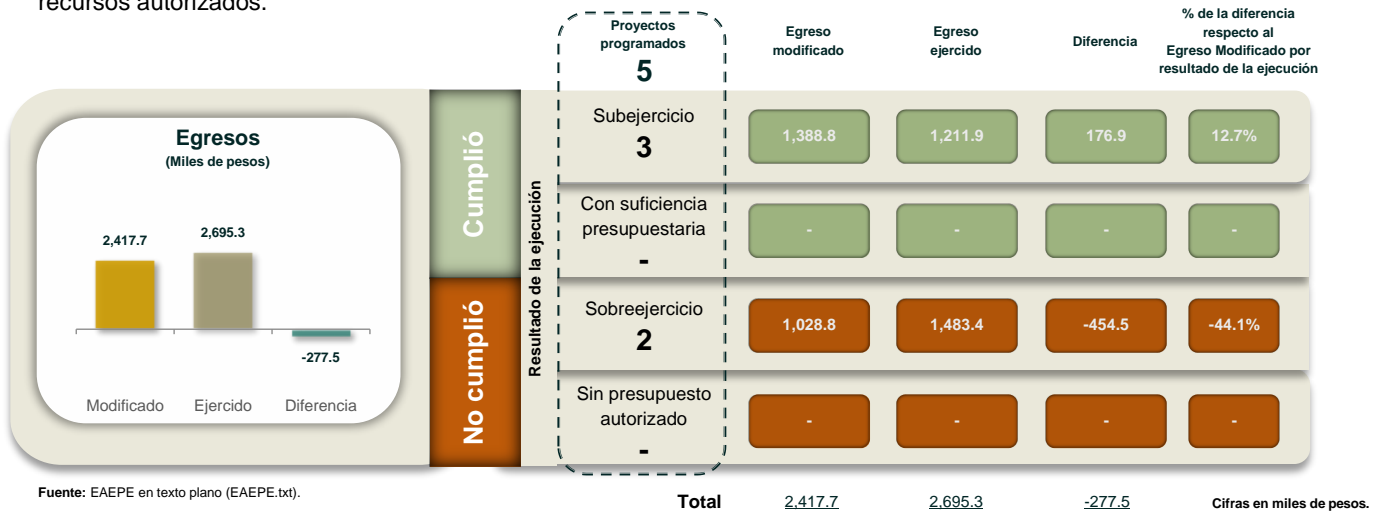 recursos autorizados.
Proyectos
programados
5
Egreso
modificado
Egreso
ejercido
Diferencia
% de la diferencia
respecto al
Egreso Modificado por
resultado de la ejecución
Egresos
(Miles de pesos)
2,417.7
2,695.3
-277.5
Modificado Ejercido Diferencia
Cumplió
No cumplió
Resultado de la ejecución
Subejercicio
3
1,388.8 1,211.9 176.9 12.7%
Con suficiencia
presupuestaria
-
- - - -
Sobreejercicio
2
1,028.8 1,483.4 -454.5 -44.1%
Sin presupuesto
autorizado
-
- - - -
Fuente: EAEPE en texto plano (EAEPE.txt).
Total 2,417.7 2,695.3 -277.5 Cifras en miles de pesos.